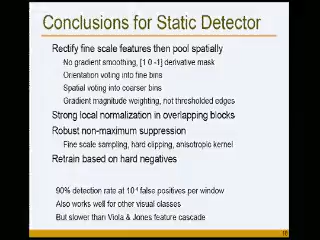 Conclusions for Static Detector
Rectify fine scale features then pool spatially
No gradient smoothing, [1 0 -1] derivative mask
Orientation voting into fine bins
Spatial voting into coarser bins
Gradient magnitude weighting, not thresholded edges
Strong local normalization in overlapping blocks
Robust non-maximum suppression
Fine scale sampling, hard clipping, anisotropic kernel
Retrain based on hard negatives
90% detection rate at 10⁻⁴ false positives per window
Also works well for other visual classes
But slower than Viola & Jones feature cascade